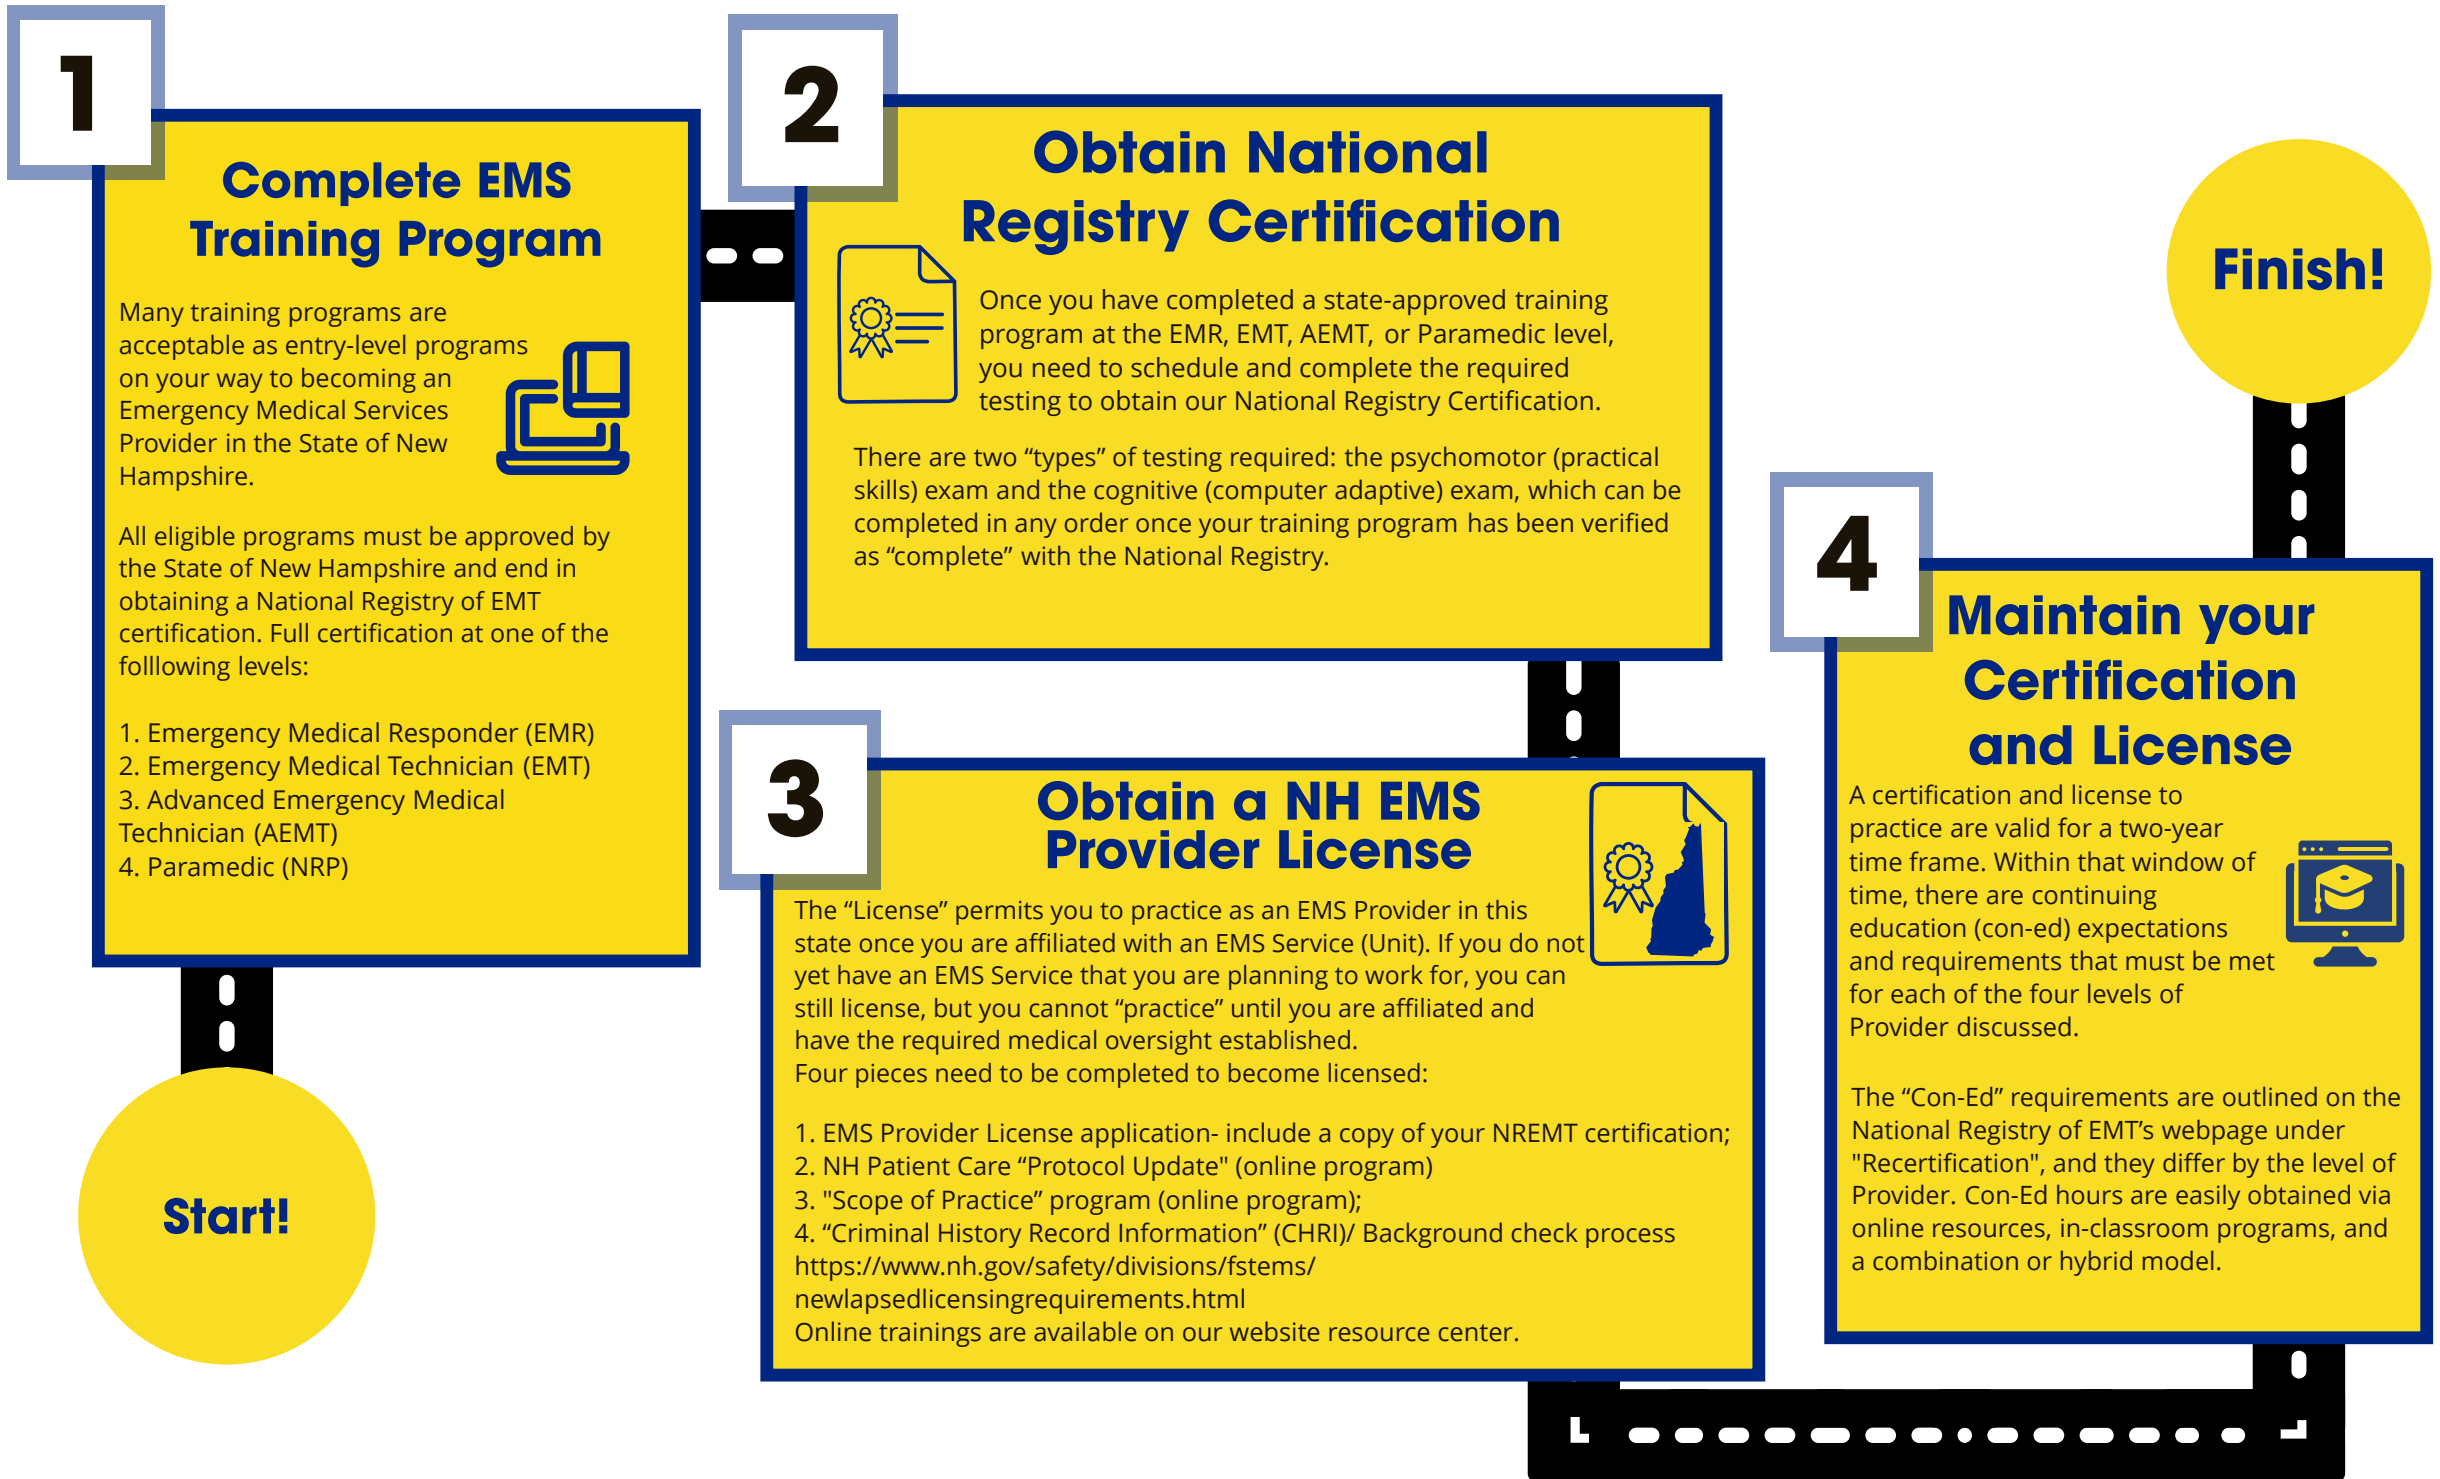 1
Complete EMS
Training Program
Many training programs are
acceptable as entry-level programs
on your way to becoming an
Emergency Medical Services
Provider in the State of New
Hampshire.
All eligible programs must be approved by
the State of New Hampshire and end in
obtaining a National Registry of EMT
certification. Full certification at one of the
folllowing levels:
1. Emergency Medical Responder (EMR)
2. Emergency Medical Technician (EMT)
3. Advanced Emergency Medical
Technician (AEMT)
4. Paramedic (NRP)
Start!
2
Obtain National
Registry Certification
Once you have completed a state-approved training
program at the EMR, EMT, AEMT, or Paramedic level,
you need to schedule and complete the required
testing to obtain our National Registry Certification.
There are two “types” of testing required: the psychomotor (practical
skills) exam and the cognitive (computer adaptive) exam, which can be
completed in any order once your training program has been verified
as “complete” with the National Registry.
3
Obtain a NH EMS
Provider License
The “License” permits you to practice as an EMS Provider in this
state once you are affiliated with an EMS Service (Unit). If you do not
yet have an EMS Service that you are planning to work for, you can
still license, but you cannot “practice” until you are affiliated and
have the required medical oversight established.
Four pieces need to be completed to become licensed:
1. EMS Provider License application- include a copy of your NREMT certification;
2. NH Patient Care “Protocol Update" (online program)
3. "Scope of Practice” program (online program);
4. “Criminal History Record Information” (CHRI)/ Background check process
https://www.nh.gov/safety/divisions/fstems/
newlapsedlicensingrequirements.html
Online trainings are available on our website resource center.
4
Maintain your
Certification
and License
A certification and license to
practice are valid for a two-year
time frame. Within that window of
time, there are continuing
education (con-ed) expectations
and requirements that must be met
for each of the four levels of
Provider discussed.
The “Con-Ed” requirements are outlined on the
National Registry of EMT’s webpage under
"Recertification", and they differ by the level of
Provider. Con-Ed hours are easily obtained via
online resources, in-classroom programs, and
a combination or hybrid model.
Finish!